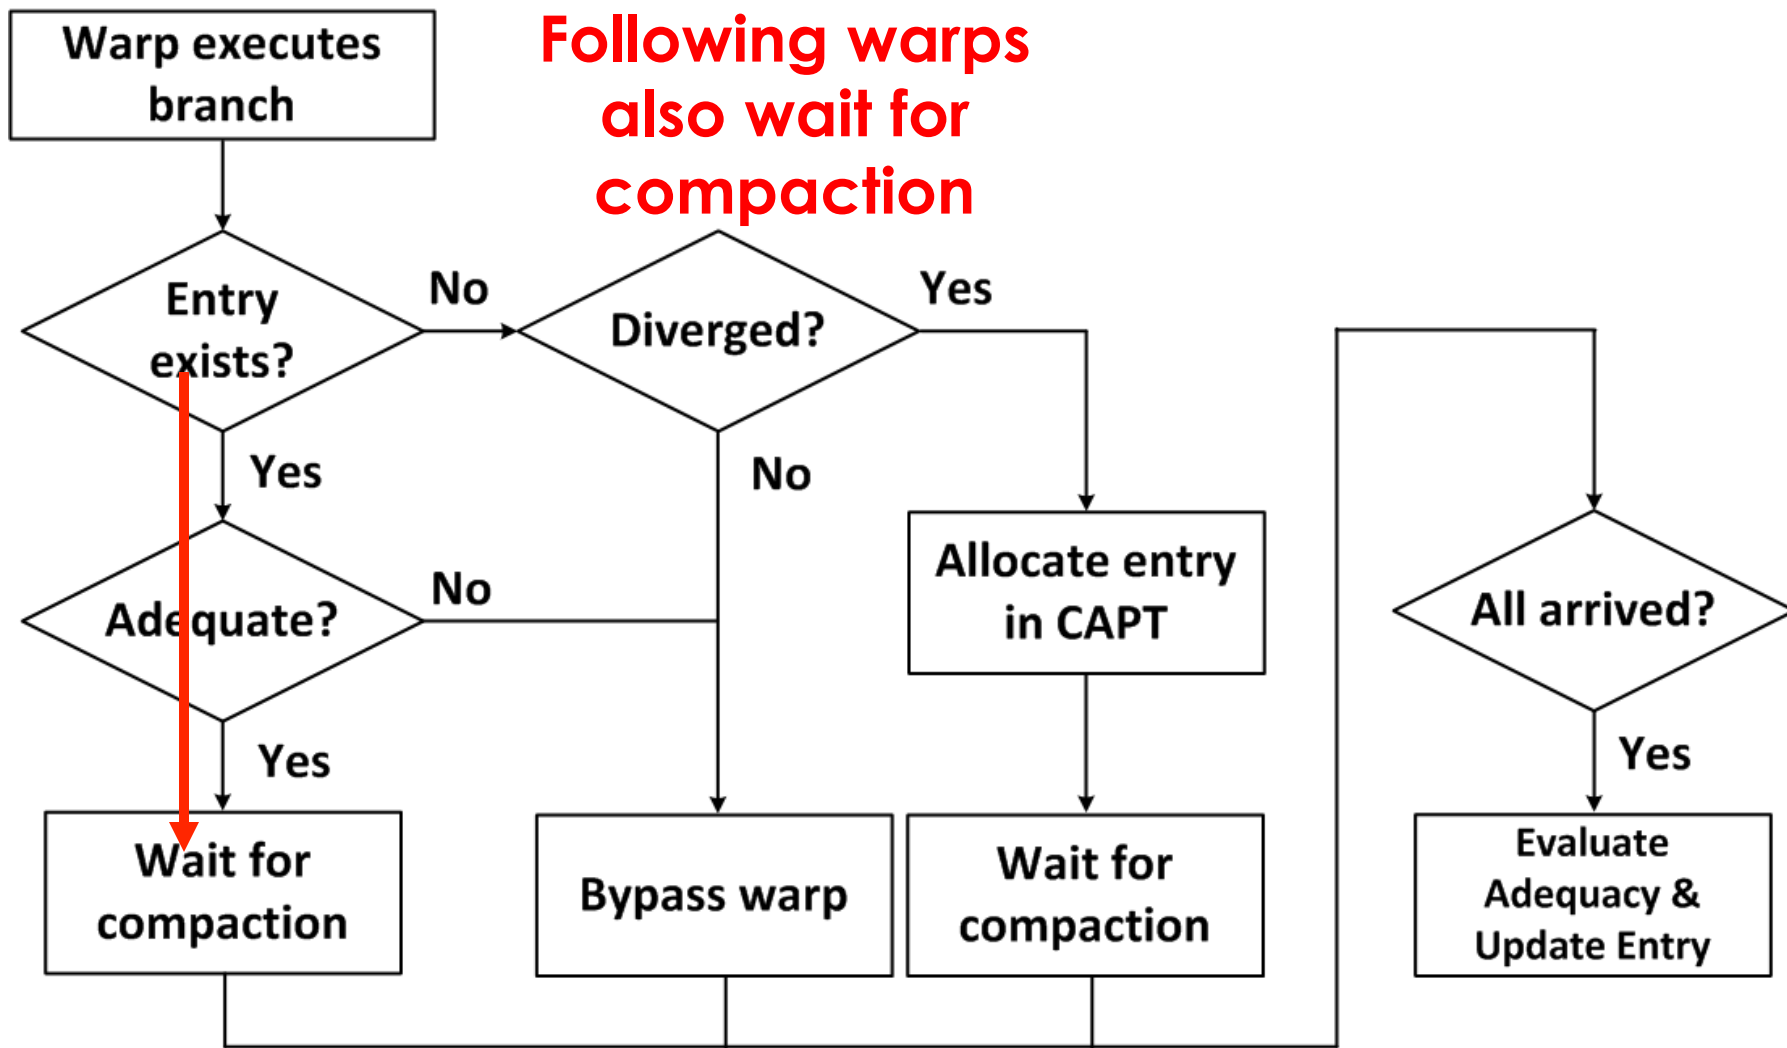 Warp executes
branch
Following warps
also wait for
compaction
Entry
exists?
No
Diverged?
Yes
Yes
No
Adequate?
No
Allocate entry
in CAPT
All arrived?
Yes
Yes
Wait for
compaction
Bypass warp
Wait for
compaction
Evaluate
Adequacy &
Update Entry